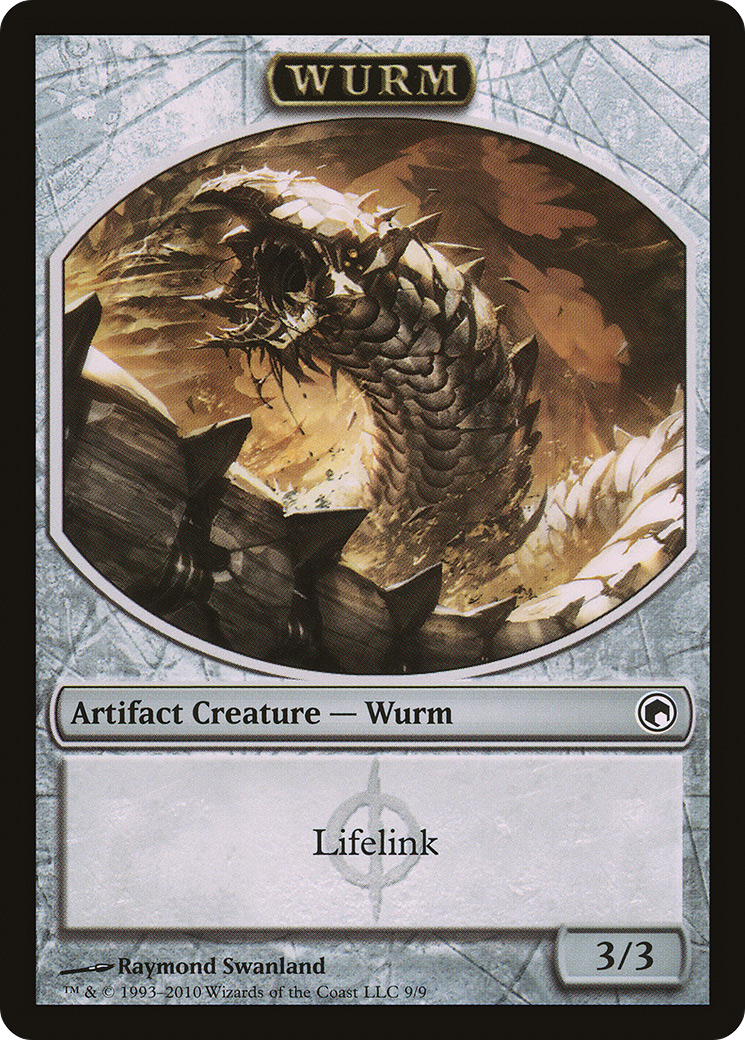 WURM
Artifact Creature — Wurm
Lifelink
3/3
Raymond Swanland
™ & © 1993–2010 Wizards of the Coast LLC 9/9